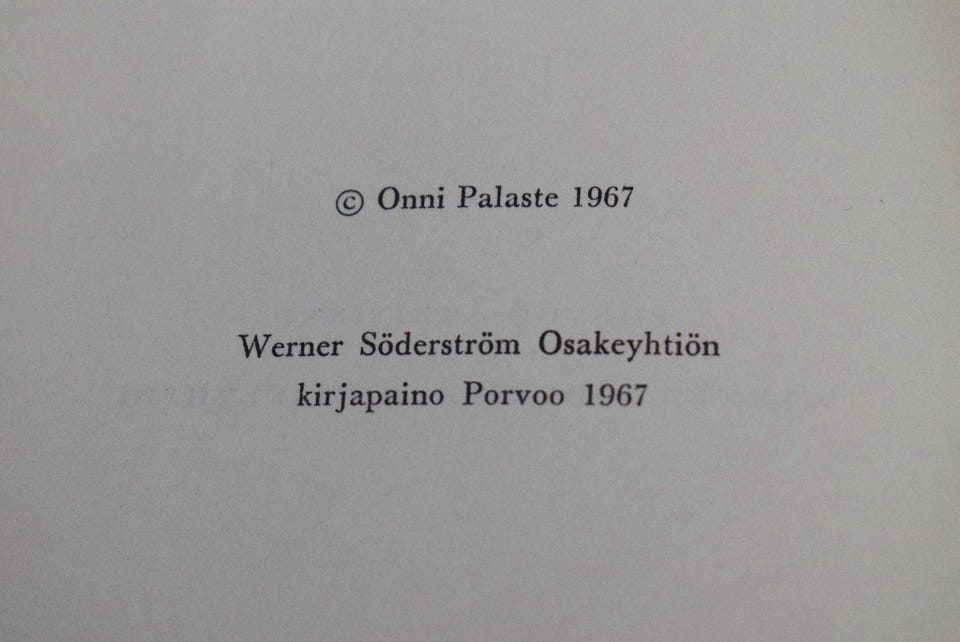 © Onni Palaste 1967
Werner Söderström Osakeyhtiön
kirjapaino Porvoo 1967